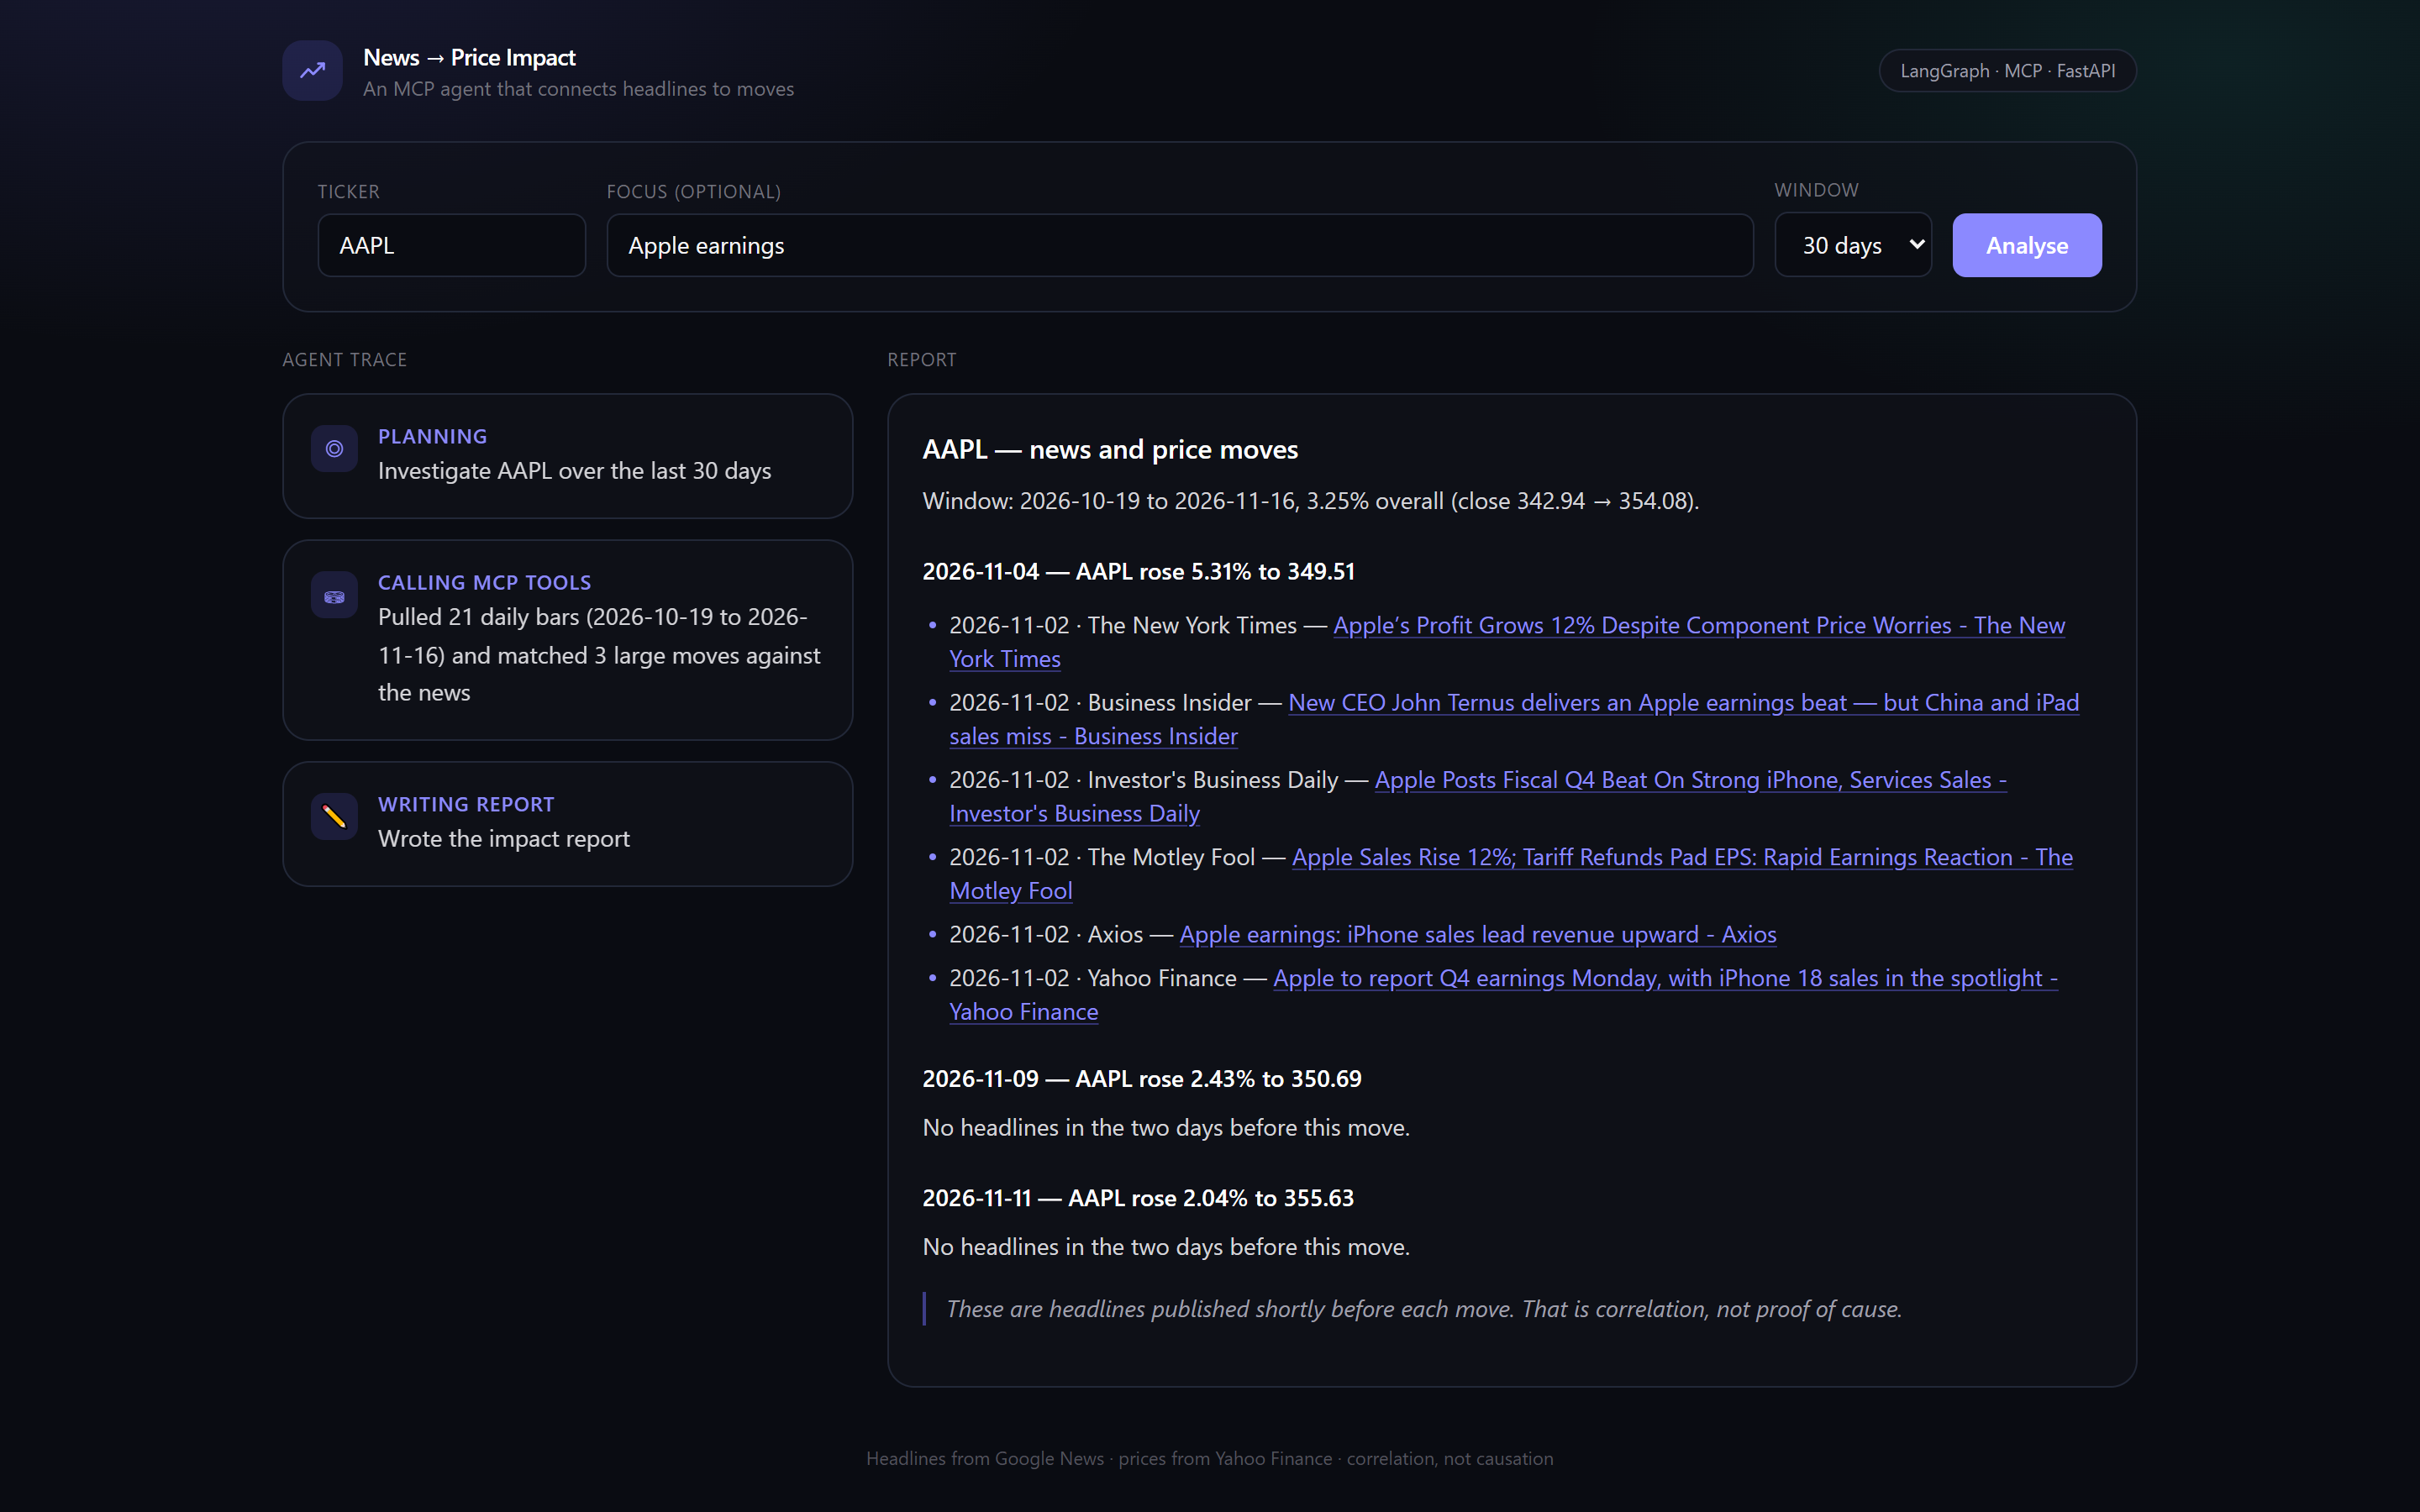 News → Price Impact
An MCP agent that connects headlines to moves
LangGraph · MCP · FastAPI
TICKER
FOCUS (OPTIONAL)
WINDOW
AAPL
Apple earnings
30 days
Analyse
AGENT TRACE
PLANNING
Investigate AAPL over the last 30 days
CALLING MCP TOOLS
Pulled 21 daily bars (2026-10-19 to 2026-
11-16) and matched 3 large moves against
the news
WRITING REPORT
Wrote the impact report
REPORT
AAPL — news and price moves
Window: 2026-10-19 to 2026-11-16, 3.25% overall (close 342.94 → 354.08).
2026-11-04 — AAPL rose 5.31% to 349.51
• 2026-11-02 · The New York Times — Apple’s Profit Grows 12% Despite Component Price Worries - The New
York Times
• 2026-11-02 · Business Insider — New CEO John Ternus delivers an Apple earnings beat — but China and iPad
sales miss - Business Insider
• 2026-11-02 · Investor's Business Daily — Apple Posts Fiscal Q4 Beat On Strong iPhone, Services Sales -
Investor's Business Daily
• 2026-11-02 · The Motley Fool — Apple Sales Rise 12%; Tariff Refunds Pad EPS: Rapid Earnings Reaction - The
Motley Fool
• 2026-11-02 · Axios — Apple earnings: iPhone sales lead revenue upward - Axios
• 2026-11-02 · Yahoo Finance — Apple to report Q4 earnings Monday, with iPhone 18 sales in the spotlight -
Yahoo Finance
2026-11-09 — AAPL rose 2.43% to 350.69
No headlines in the two days before this move.
2026-11-11 — AAPL rose 2.04% to 355.63
No headlines in the two days before this move.
These are headlines published shortly before each move. That is correlation, not proof of cause.
Headlines from Google News · prices from Yahoo Finance · correlation, not causation